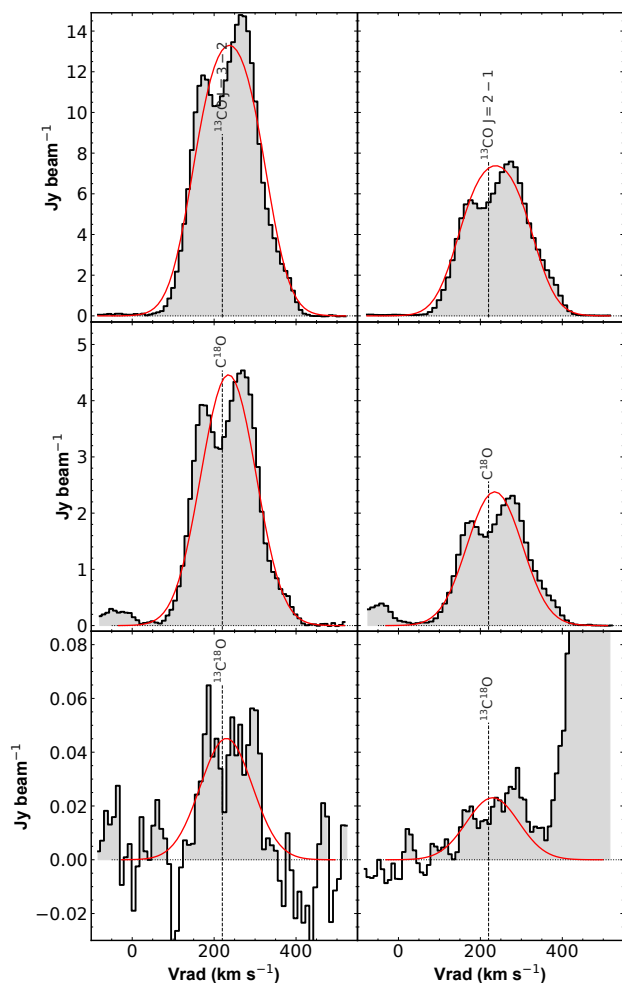 14
12
10
8
6
4
2
0
Jy beam⁻¹
¹³CO J = 3 − 2
¹³CO J = 2 − 1
5
4
3
2
1
0
Jy beam⁻¹
C¹⁸O
C¹⁸O
0.08
0.06
0.04
0.02
0.00
−0.02
Jy beam⁻¹
¹³C¹⁸O
¹³C¹⁸O
0 200 400
0 200 400
Vrad (km s⁻¹)
Vrad (km s⁻¹)